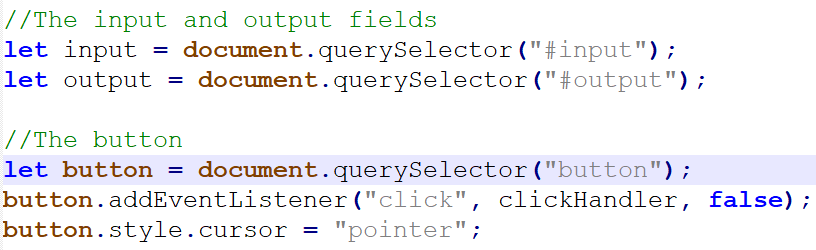 //The input and output fields
let input = document.querySelector("#input");
let output = document.querySelector("#output");
//The button
let button = document.querySelector("button");
button.addEventListener("click", clickHandler, false);
button.style.cursor = "pointer";